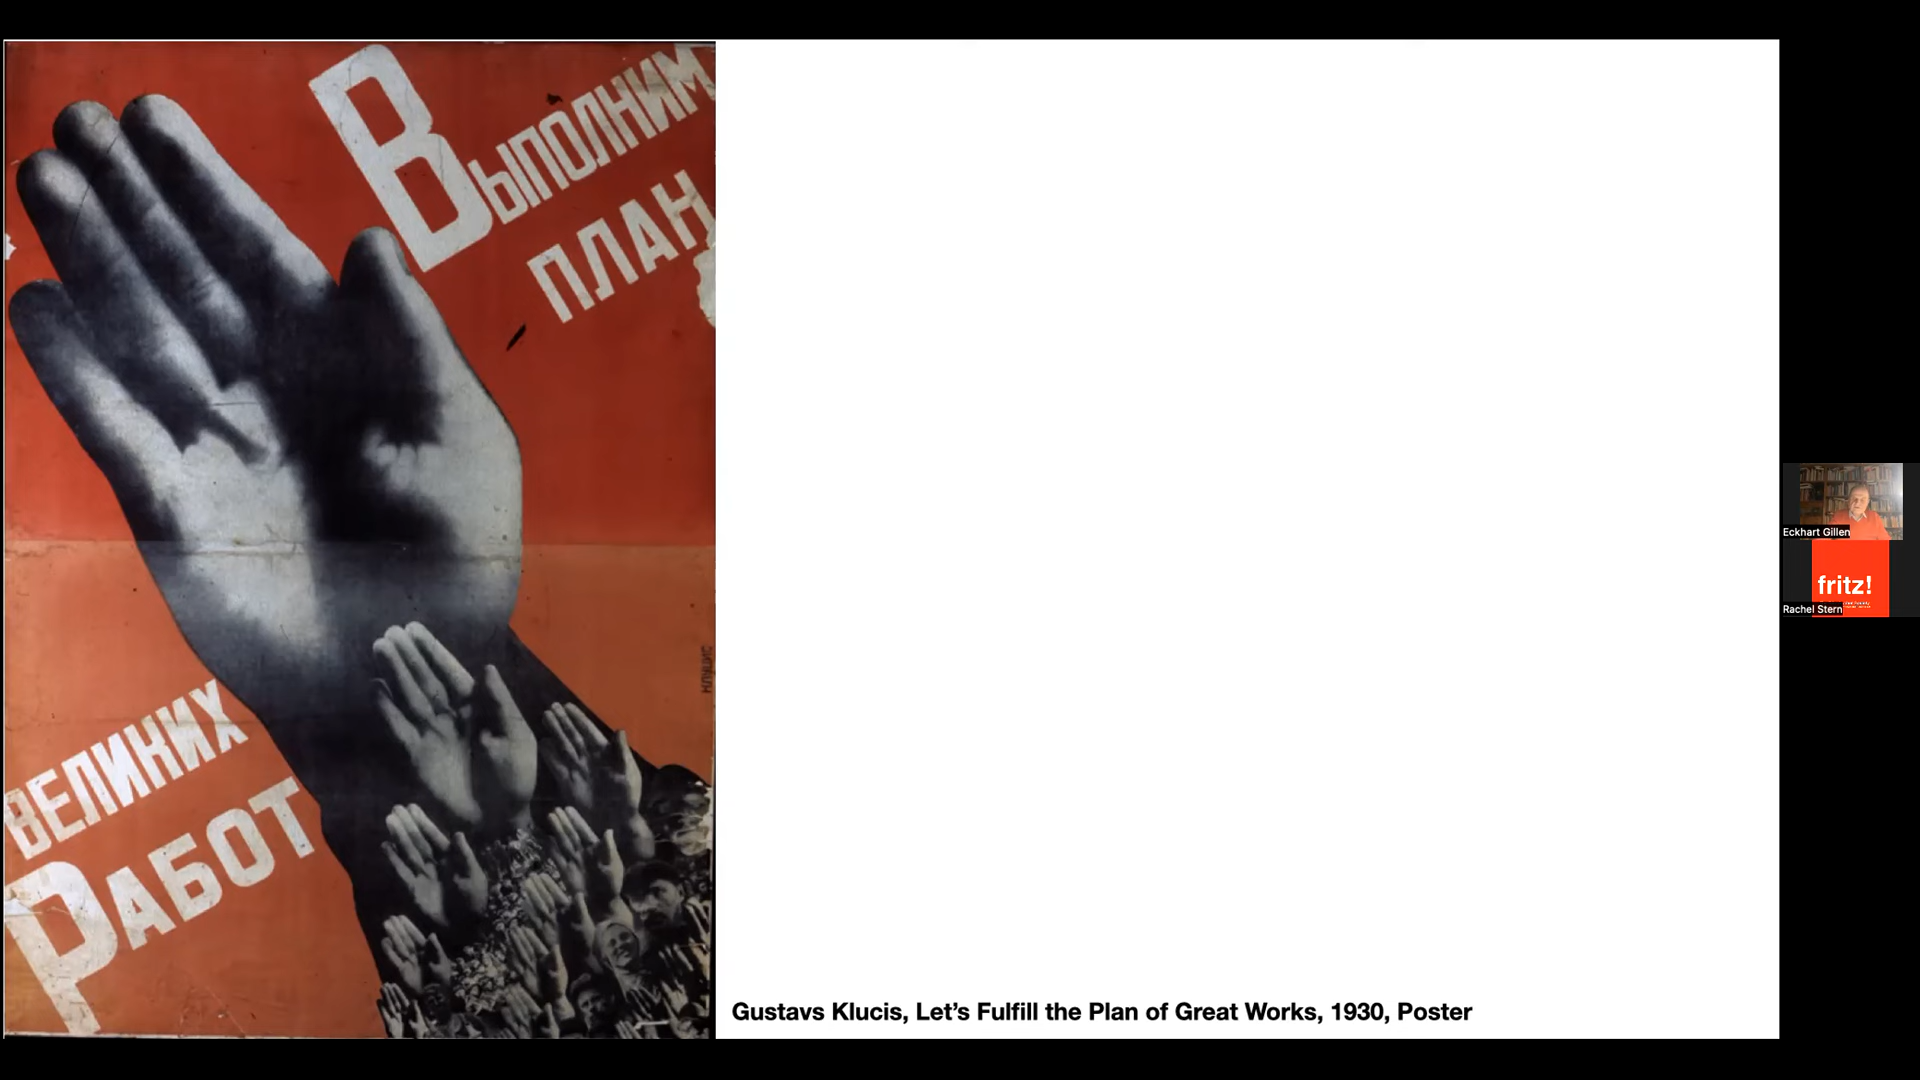 Выполним
план
великих
Работ
Клуцис
Gustavs Klucis, Let’s Fulfill the Plan of Great Works, 1930, Poster
Eckhart Gillen
fritz!
Rachel Stern